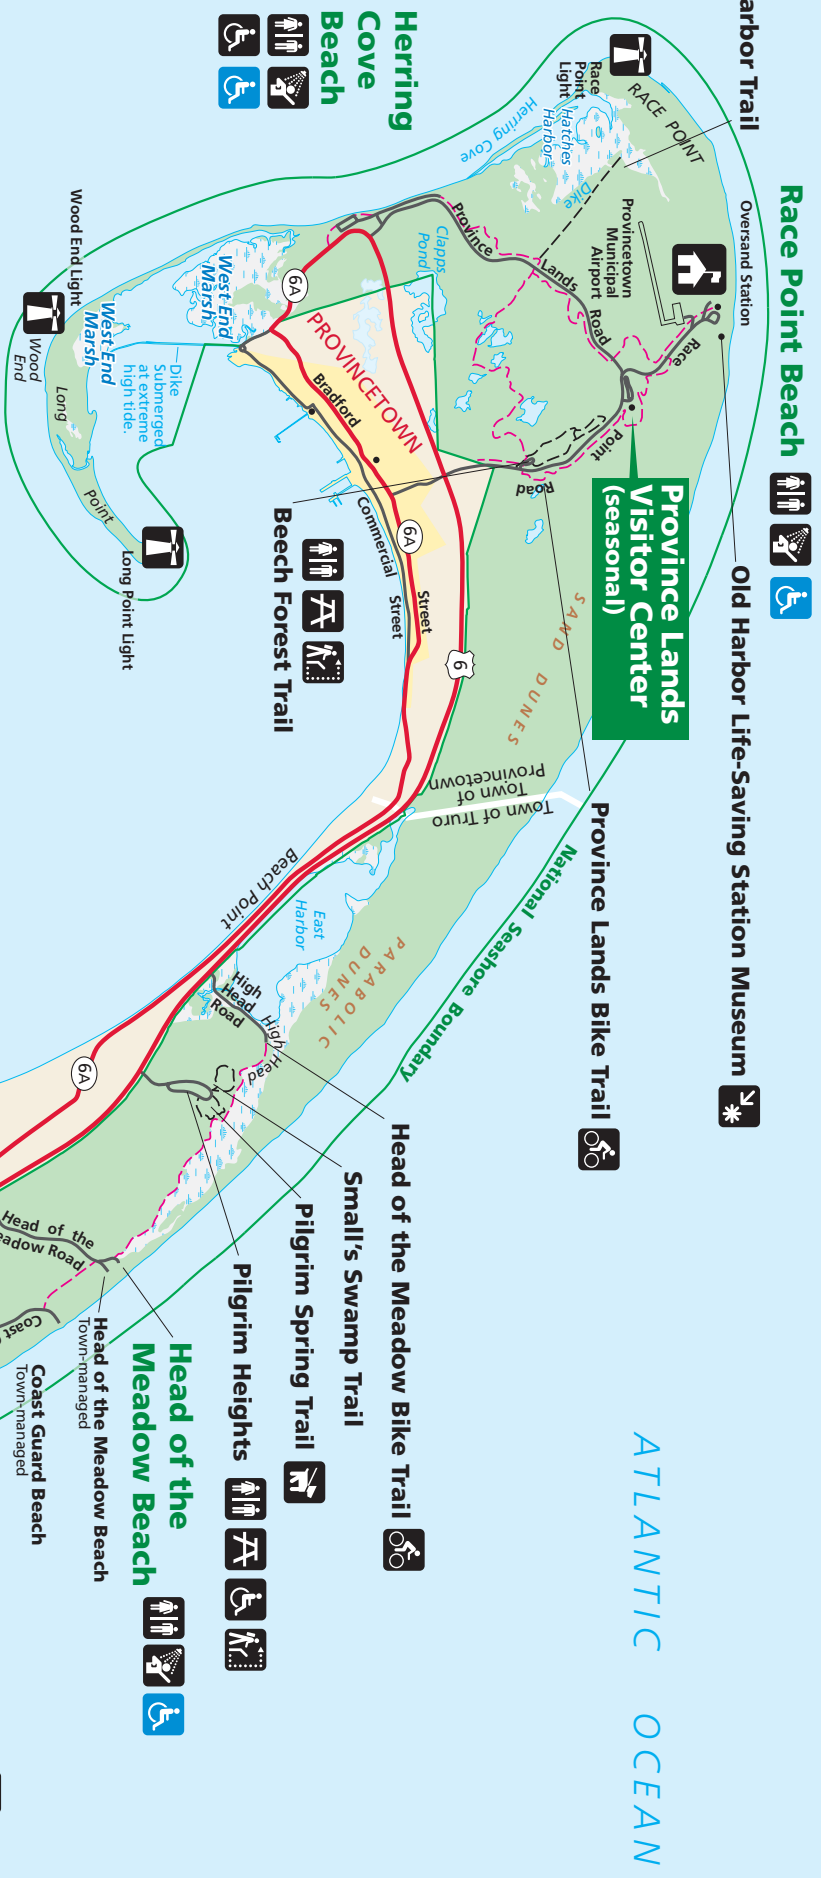 arbor Trail
Race Point Beach
Oversand Station
RACE POINT
Race
Point
Light
Hatches
Harbor
Herring Cove
Dike
Herring
Cove
Beach
Provincetown
Municipal
Airport
Province
Lands
Road
Race
Point
Road
Clapps
Pond
Old Harbor Life-Saving Station Museum
Province Lands
Visitor Center
(seasonal)
Province Lands Bike Trail
6A
PROVINCETOWN
Bradford
Street
Commercial
Street
6A
6
West End
Marsh
Wood End Light
West End
Marsh
Wood
End
Dike
Submerged
at extreme
high tide.
Long
Point
Long Point Light
Beech Forest Trail
SAND DUNES
Town of
Provincetown
Town of Truro
National Seashore Boundary
Beach Point
East
Harbor
PARABOLIC
DUNES
High
Head
Road
High Head
6A
Head of the Meadow Bike Trail
Small's Swamp Trail
Pilgrim Spring Trail
Pilgrim Heights
Head of the
Meadow Beach
Head of the
eadow Road
Head of the Meadow Beach
Town-managed
Coast
Coast Guard Beach
Town-managed
ATLANTIC OCEAN